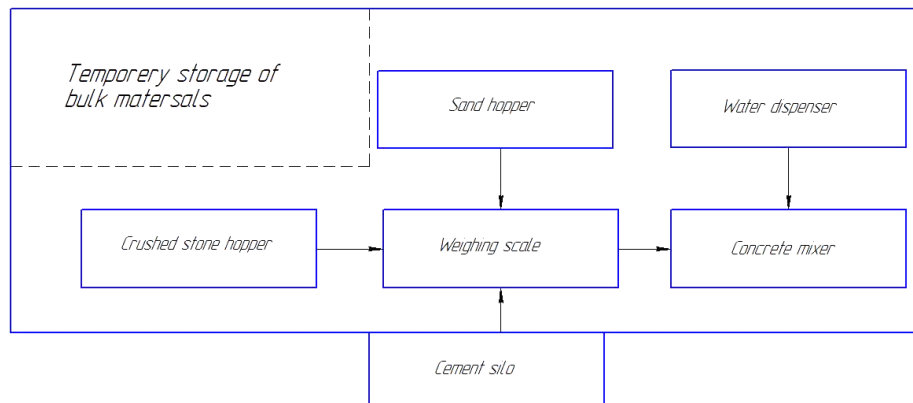 Temporery storage of
bulk matersals
Sand hopper
Water dispenser
Crushed stone hopper
Weighing scale
Concrete mixer
Cement silo